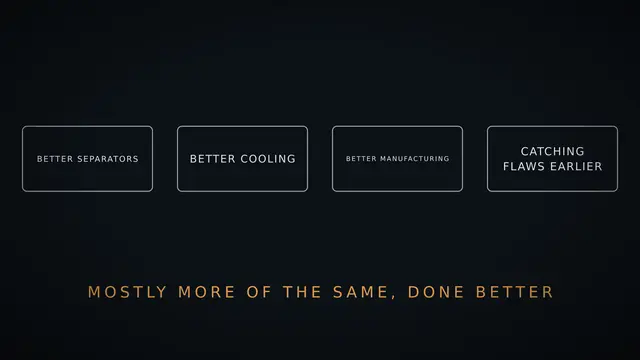 BETTER SEPARATORS
BETTER COOLING
BETTER MANUFACTURING
CATCHING
FLAWS EARLIER
MOSTLY MORE OF THE SAME, DONE BETTER